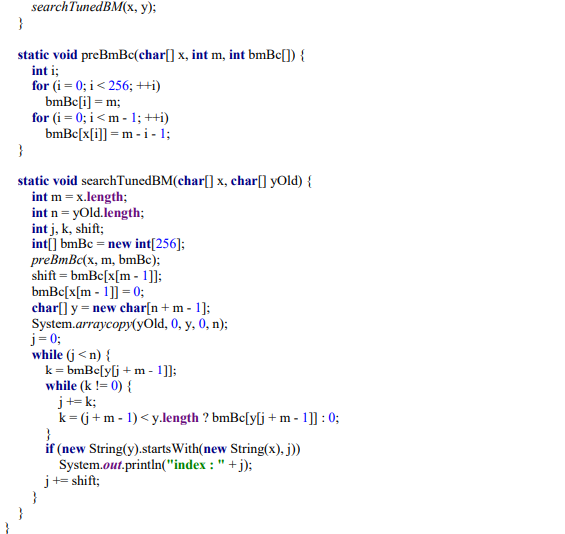 searchTunedBM(x, y);
}
static void preBmBc(char[] x, int m, int bmBc[]) {
int i;
for (i = 0; i < 256; ++i)
bmBc[i] = m;
for (i = 0; i < m - 1; ++i)
bmBc[x[i]] = m - i - 1;
}
static void searchTunedBM(char[] x, char[] yOld) {
int m = x.length;
int n = yOld.length;
int j, k, shift;
int[] bmBc = new int[256];
preBmBc(x, m, bmBc);
shift = bmBc[x[m - 1]];
bmBc[x[m - 1]] = 0;
char[] y = new char[n + m - 1];
System.arraycopy(yOld, 0, y, 0, n);
j = 0;
while (j < n) {
k = bmBc[y[j + m - 1]];
while (k != 0) {
j += k;
k = (j + m - 1) < y.length ? bmBc[y[j + m - 1]] : 0;
}
if (new String(y).startsWith(new String(x), j))
System.out.println("index : " + j);
j += shift;
}
}
}